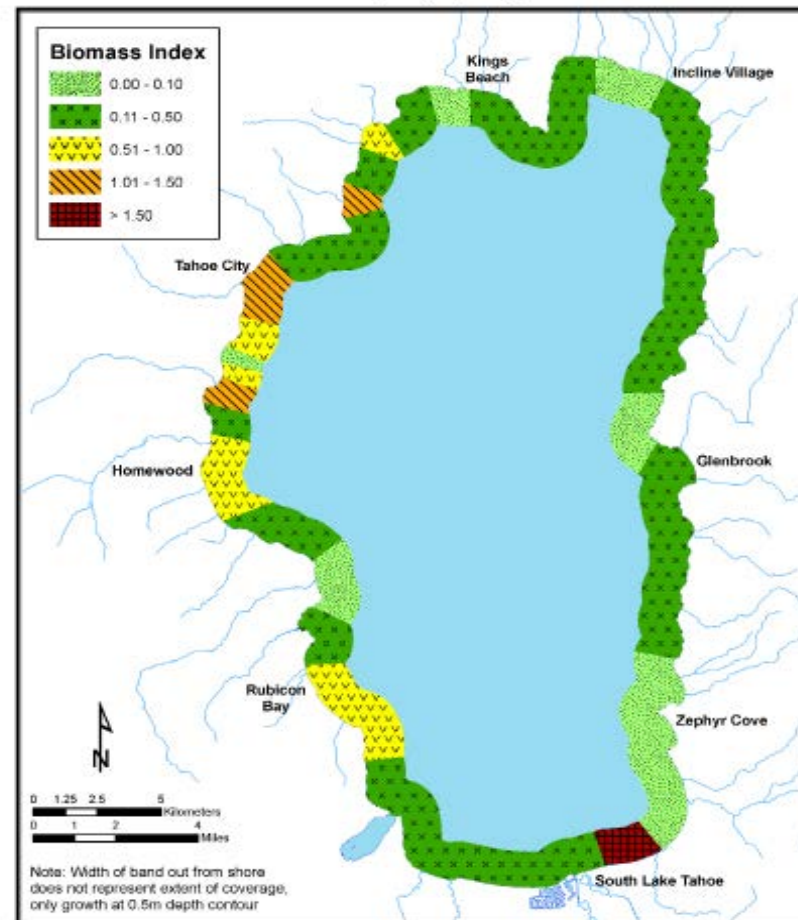 Biomass Index
0.00 - 0.10
0.11 - 0.50
0.51 - 1.00
1.01 - 1.50
> 1.50
Kings
Beach
Incline Village
Tahoe City
Glenbrook
Homewood
Rubicon
Bay
Zephyr Cove
N
0 1.25 2.5 5
Kilometers
0 1 2 4
Miles
South Lake Tahoe
Note: Width of band out from shore
does not represent extent of coverage,
only growth at 0.5m depth contour